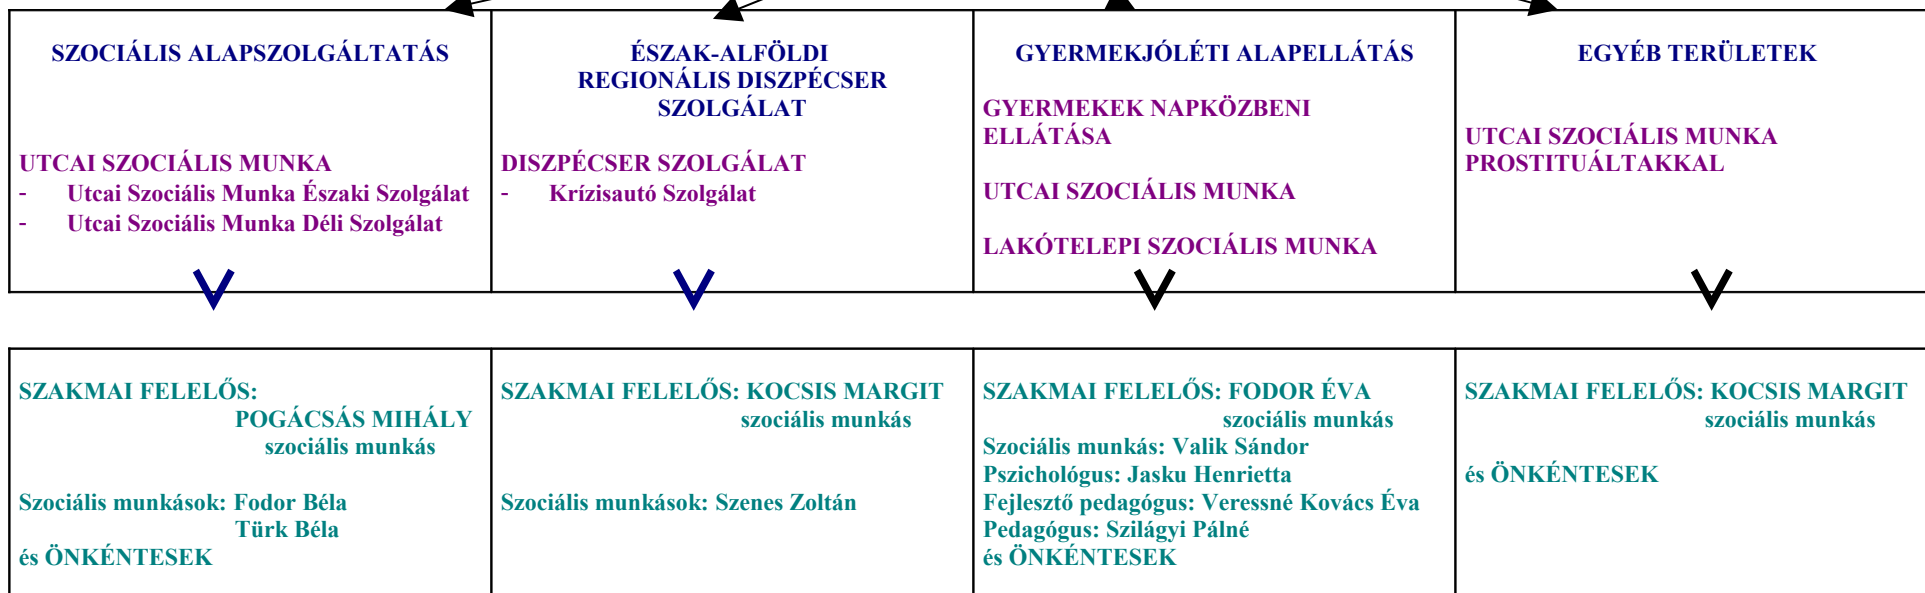 SZOCIÁLIS ALAPSZOLGÁLTATÁS
UTCAI SZOCIÁLIS MUNKA
- Utcai Szociális Munka Északi Szolgálat
- Utcai Szociális Munka Déli Szolgálat
ÉSZAK-ALFÖLDI
REGIONÁLIS DISZPÉCSER
SZOLGÁLAT
DISZPÉCSER SZOLGÁLAT
- Krízisautó Szolgálat
GYERMEKJÓLÉTI ALAPELLÁTÁS
GYERMEKEK NAPKÖZBENI
ELLÁTÁSA
UTCAI SZOCIÁLIS MUNKA
LAKÓTELEPI SZOCIÁLIS MUNKA
EGYÉB TERÜLETEK
UTCAI SZOCIÁLIS MUNKA
PROSTITUÁLTAKKAL
SZAKMAI FELELŐS:
POGÁCSÁS MIHÁLY
szociális munkás
Szociális munkások: Fodor Béla
Türk Béla
és ÖNKÉNTESEK
SZAKMAI FELELŐS: KOCSIS MARGIT
szociális munkás
Szociális munkások: Szenes Zoltán
SZAKMAI FELELŐS: FODOR ÉVA
szociális munkás
Szociális munkás: Valik Sándor
Pszichológus: Jasku Henrietta
Fejlesztő pedagógus: Veressné Kovács Éva
Pedagógus: Szilágyi Pálné
és ÖNKÉNTESEK
SZAKMAI FELELŐS: KOCSIS MARGIT
szociális munkás
és ÖNKÉNTESEK